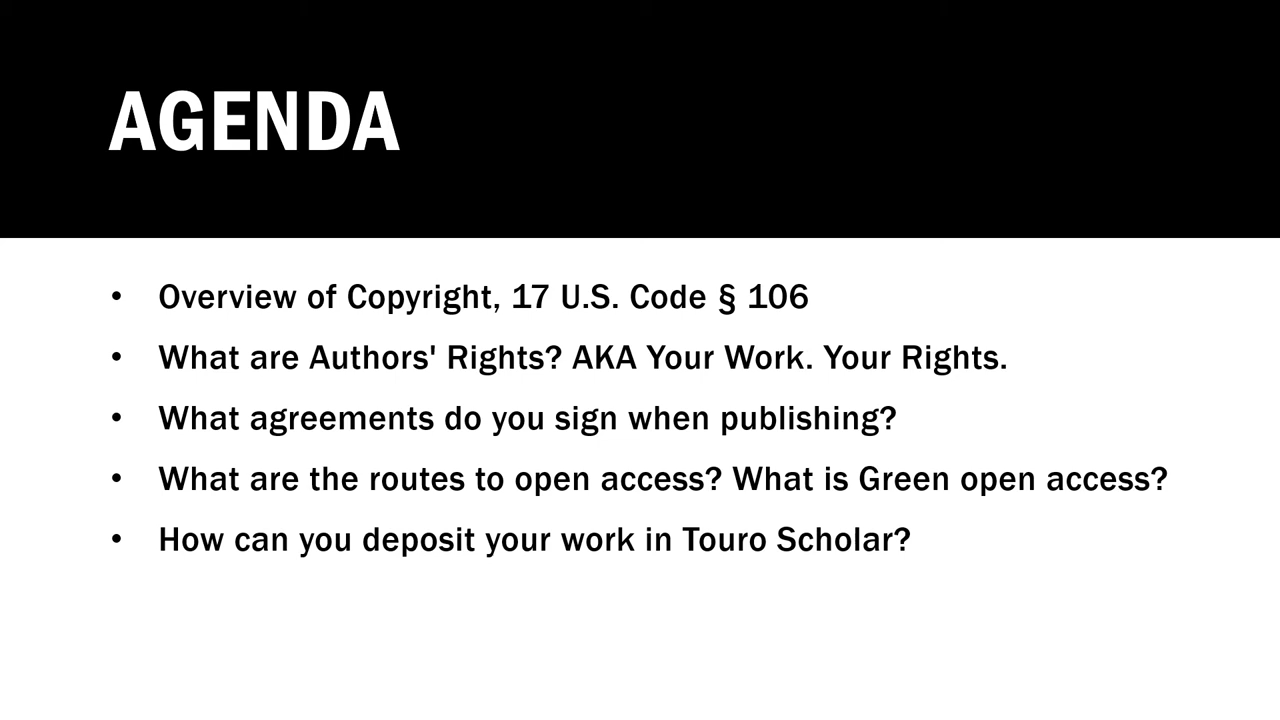 AGENDA
• Overview of Copyright, 17 U.S. Code § 106
• What are Authors' Rights? AKA Your Work. Your Rights.
• What agreements do you sign when publishing?
• What are the routes to open access? What is Green open access?
• How can you deposit your work in Touro Scholar?